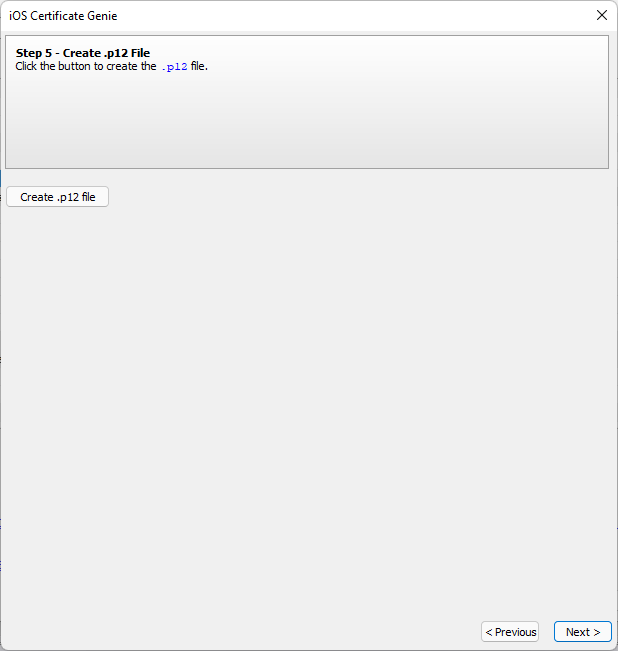 iOS Certificate Genie
Step 5 - Create .p12 File
Click the button to create the .p12 file.
Create .p12 file
< Previous
Next >